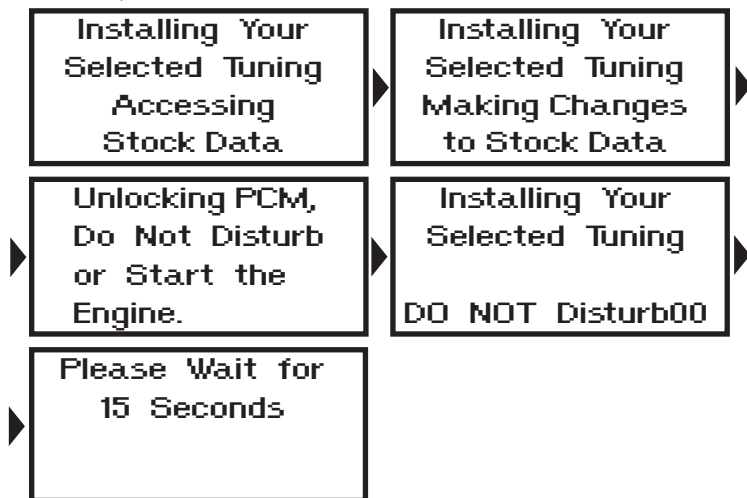 Installing Your
Selected Tuning
Accessing
Stock Data
Installing Your
Selected Tuning
Making Changes
to Stock Data
Unlocking PCM,
Do Not Disturb
or Start the
Engine.
Installing Your
Selected Tuning
DO NOT Disturb00
Please Wait for
15 Seconds